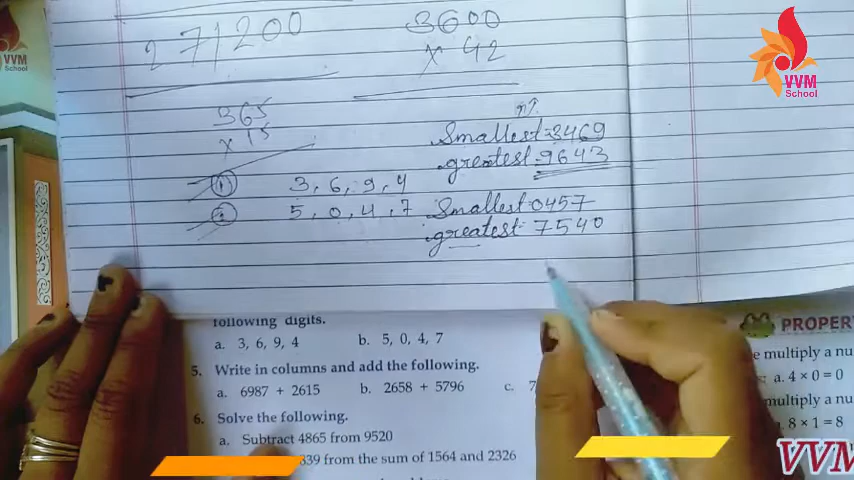 VVM
School
271200
3600
× 42
365
× 15
Smallest = 3469
greatest = 9643
① 3, 6, 9, 4
② 5, 0, 4, 7
Smallest 0457
greatest 7540
VVM
School
following digits.
a. 3, 6, 9, 4 b. 5, 0, 4, 7
5. Write in columns and add the following.
a. 6987 + 2615 b. 2658 + 5796 c. 7
6. Solve the following.
a. Subtract 4865 from 9520
839 from the sum of 1564 and 2326
PROPER
e multiply a nu
a. 4 × 0 = 0
multiply a nu
8 × 1 = 8
VVM